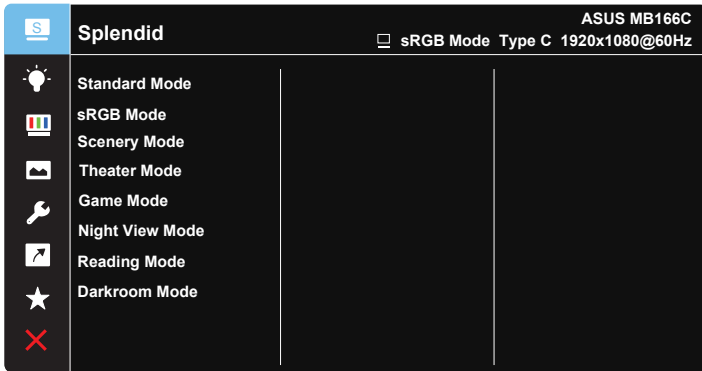 S
Splendid
ASUS MB166C
sRGB Mode Type C 1920x1080@60Hz
Standard Mode
sRGB Mode
Scenery Mode
Theater Mode
Game Mode
Night View Mode
Reading Mode
Darkroom Mode